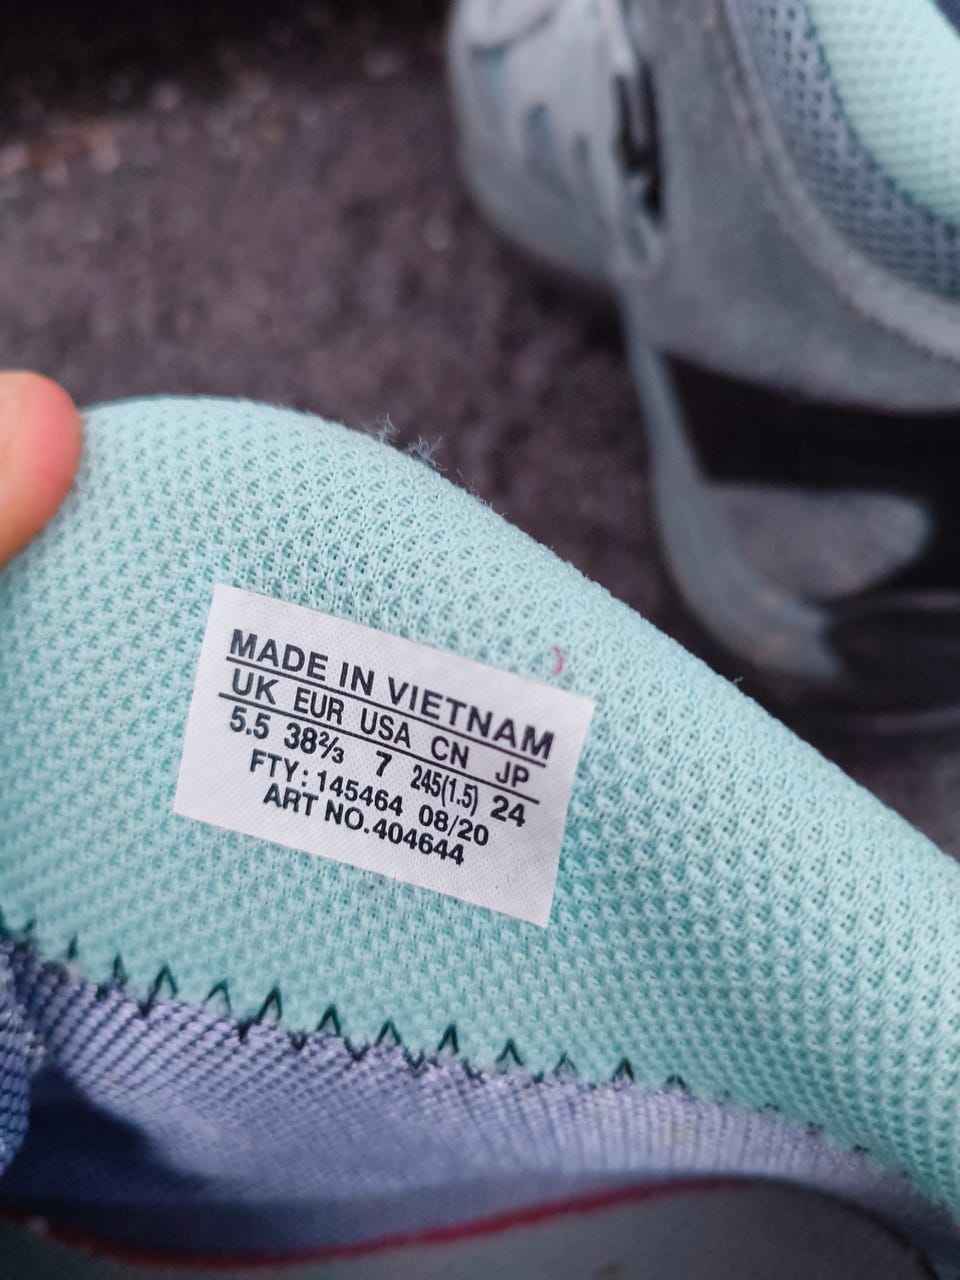 MADE IN VIETNAM
UK EUR USA CN JP
5.5 38⅔ 7 245(1.5) 24
FTY: 145464 08/20
ART NO.404644